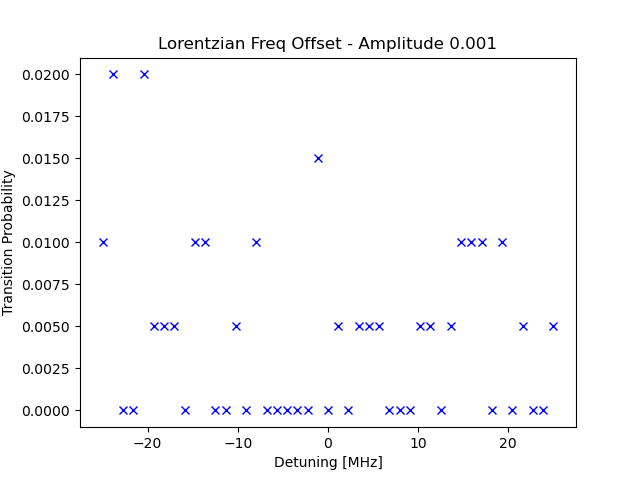 Lorentzian Freq Offset - Amplitude 0.001
Transition Probability
0.0200
0.0175
0.0150
0.0125
0.0100
0.0075
0.0050
0.0025
0.0000
−20 −10 0 10 20
Detuning [MHz]